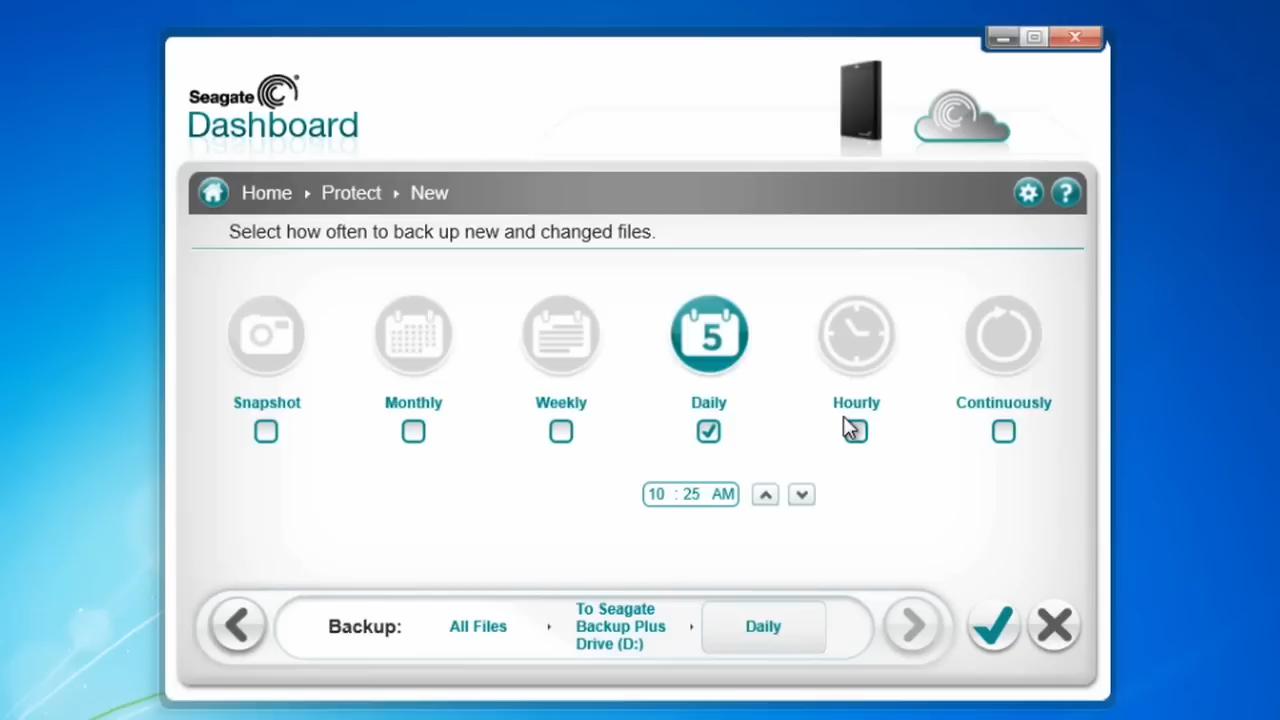 Seagate
Dashboard
Home ▸ Protect ▸ New
?
Select how often to back up new and changed files.
5
Snapshot Monthly Weekly Daily Hourly Continuously
10 : 25 AM
Backup: All Files ▸ To Seagate Backup Plus Drive (D:) ▸ Daily